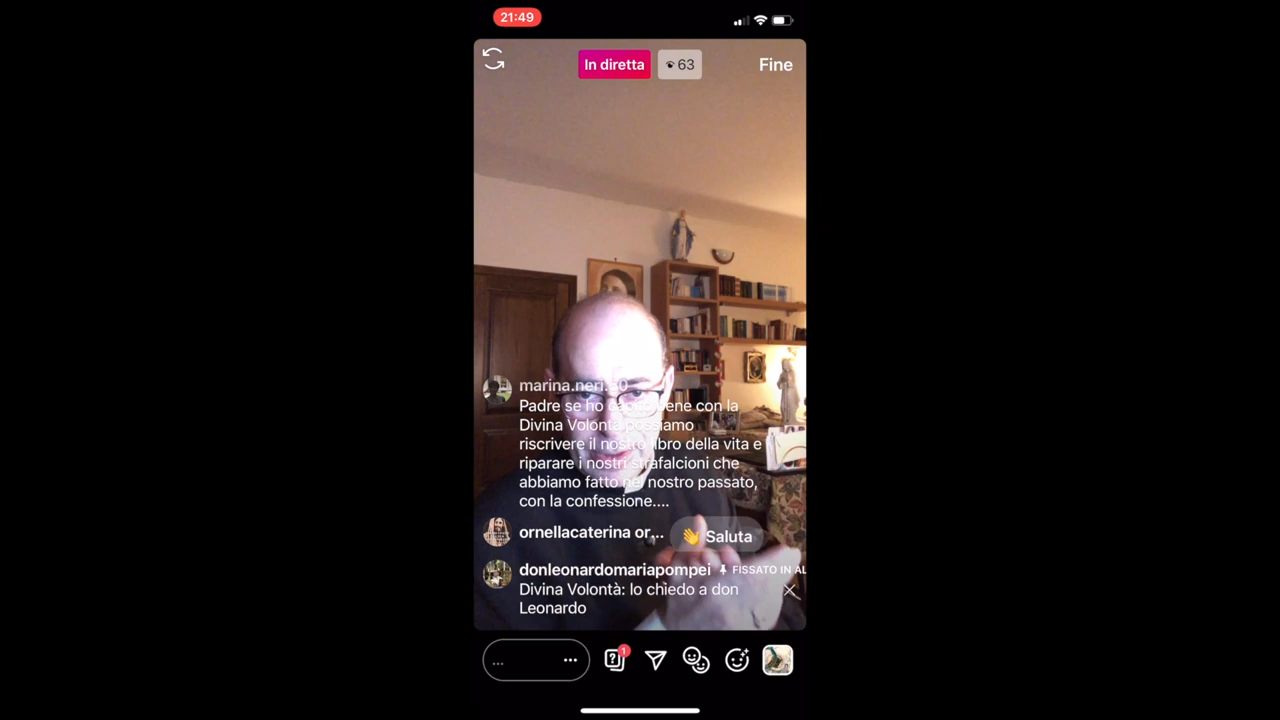 21:49
In diretta
63
Fine
marina.neri.60
Padre se ho capito bene con la
Divina Volontà possiamo
riscrivere il nostro libro della vita e
riparare i nostri strafalcioni che
abbiamo fatto nel nostro passato,
con la confessione....
ornellacaterina or...
👋 Saluta
donleonardomariapompei
FISSATO IN AL
Divina Volontà: lo chiedo a don
Leonardo
...
1